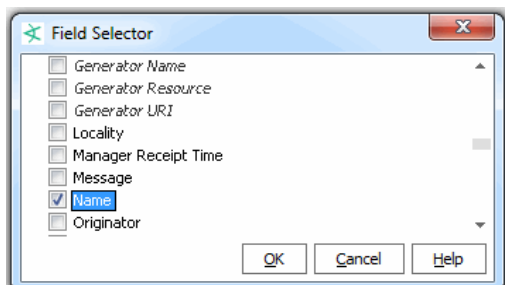 Field Selector
Generator Name
Generator Resource
Generator URI
Locality
Manager Receipt Time
Message
Name
Originator
OK Cancel Help